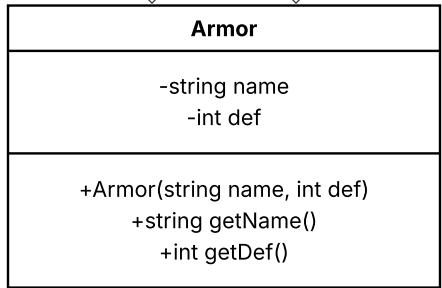 Armor
-string name
-int def
+Armor(string name, int def)
+string getName()
+int getDef()